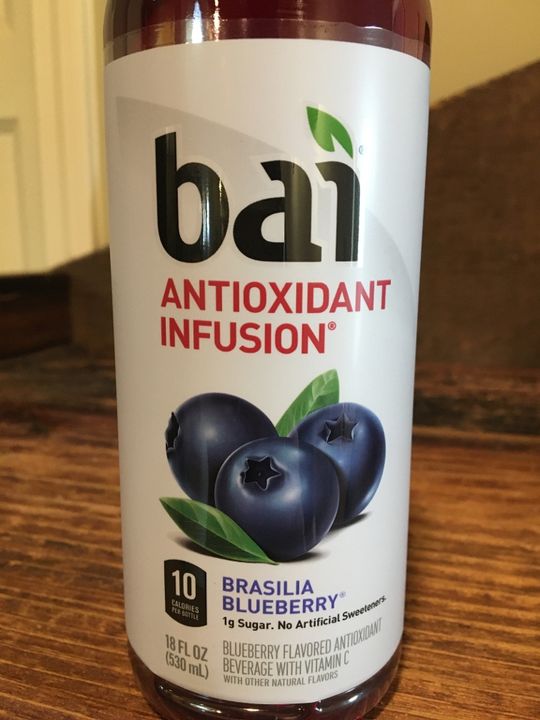 bai®
ANTIOXIDANT
INFUSION®
10
CALORIES
PER BOTTLE
BRASILIA
BLUEBERRY®
1g Sugar. No Artificial Sweeteners.
18 FL OZ
(530 mL)
BLUEBERRY FLAVORED ANTIOXIDANT
BEVERAGE WITH VITAMIN C
WITH OTHER NATURAL FLAVORS